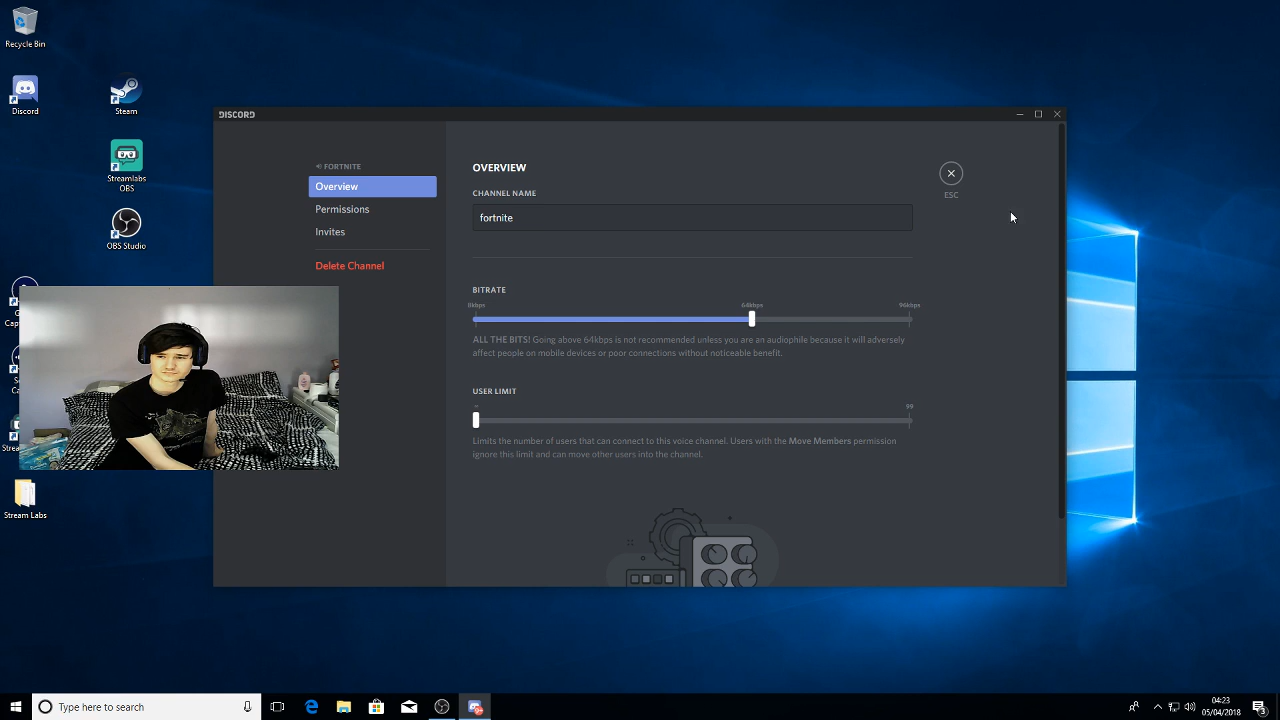 Recycle Bin
Discord
Steam
Streamlabs
OBS
OBS Studio
Stream Labs
DISCORD
FORTNITE
Overview
Permissions
Invites
Delete Channel
OVERVIEW
ESC
CHANNEL NAME
fortnite
BITRATE
8kbps 64kbps 96kbps
ALL THE BITS! Going above 64kbps is not recommended unless you are an audiophile because it will adversely
affect people on mobile devices or poor connections without noticeable benefit.
USER LIMIT
∞ 99
Limits the number of users that can connect to this voice channel. Users with the Move Members permission
ignore this limit and can move other users into the channel.
Type here to search
04:23
05/04/2018
3